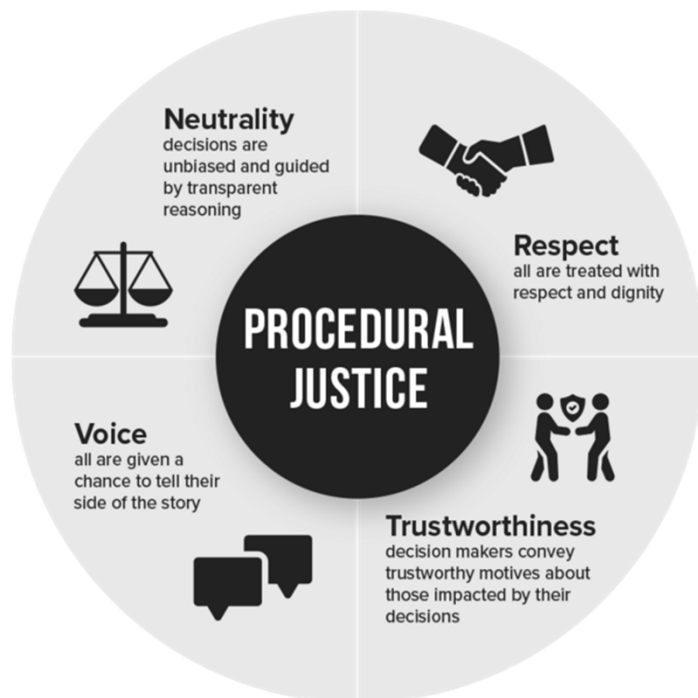 Neutrality
decisions are
unbiased and guided
by transparent
reasoning
Respect
all are treated with
respect and dignity
PROCEDURAL
JUSTICE
Voice
all are given a
chance to tell their
side of the story
Trustworthiness
decision makers convey
trustworthy motives about
those impacted by their
decisions